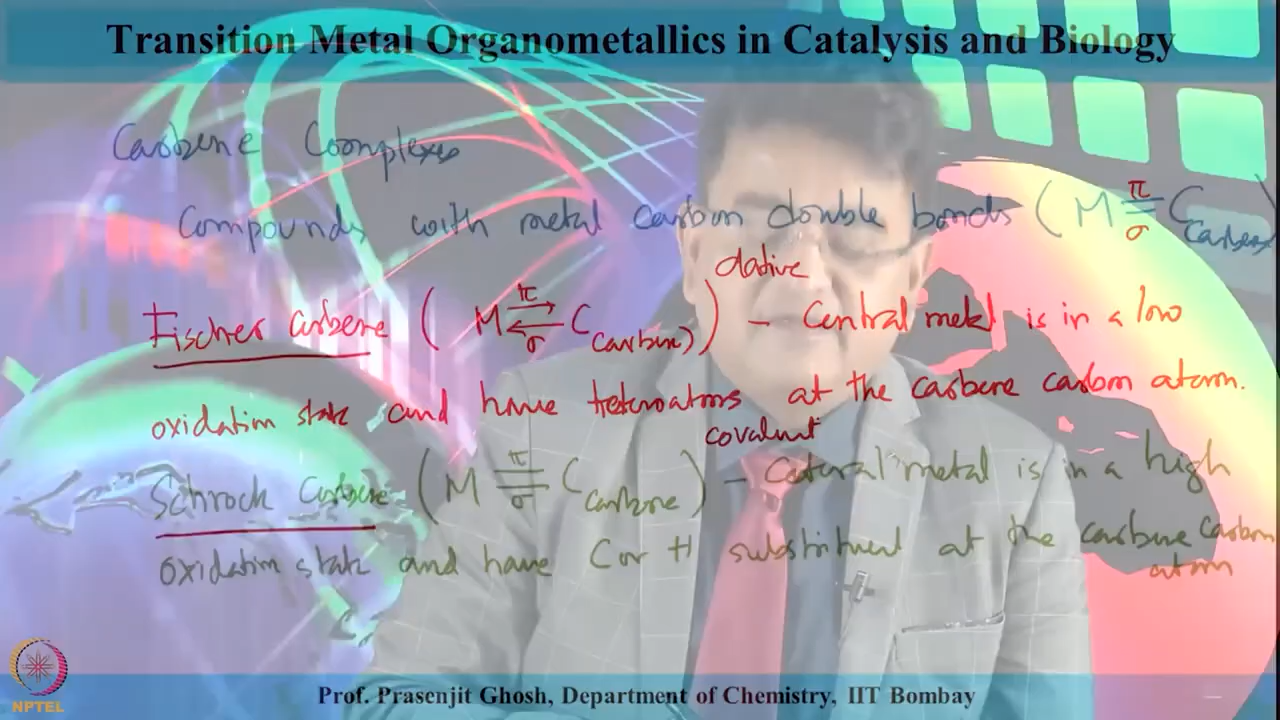 Transition Metal Organometallics in Catalysis and Biology
Carbene Complexes
Compounds with metal carbon double bonds ( M π σ C carbene)
dative
Fischer carbene ( M π ⇌ σ C carbene) ) – Central metal is in a low
oxidation state and have heteroatoms at the carbene carbon atom.
covalent
Schrock Carbene ( M π = σ C carbene ) – Central metal is in a high
oxidation state and have C or H substituent at the carbene carbon
atom
NPTEL
Prof. Prasenjit Ghosh, Department of Chemistry, IIT Bombay